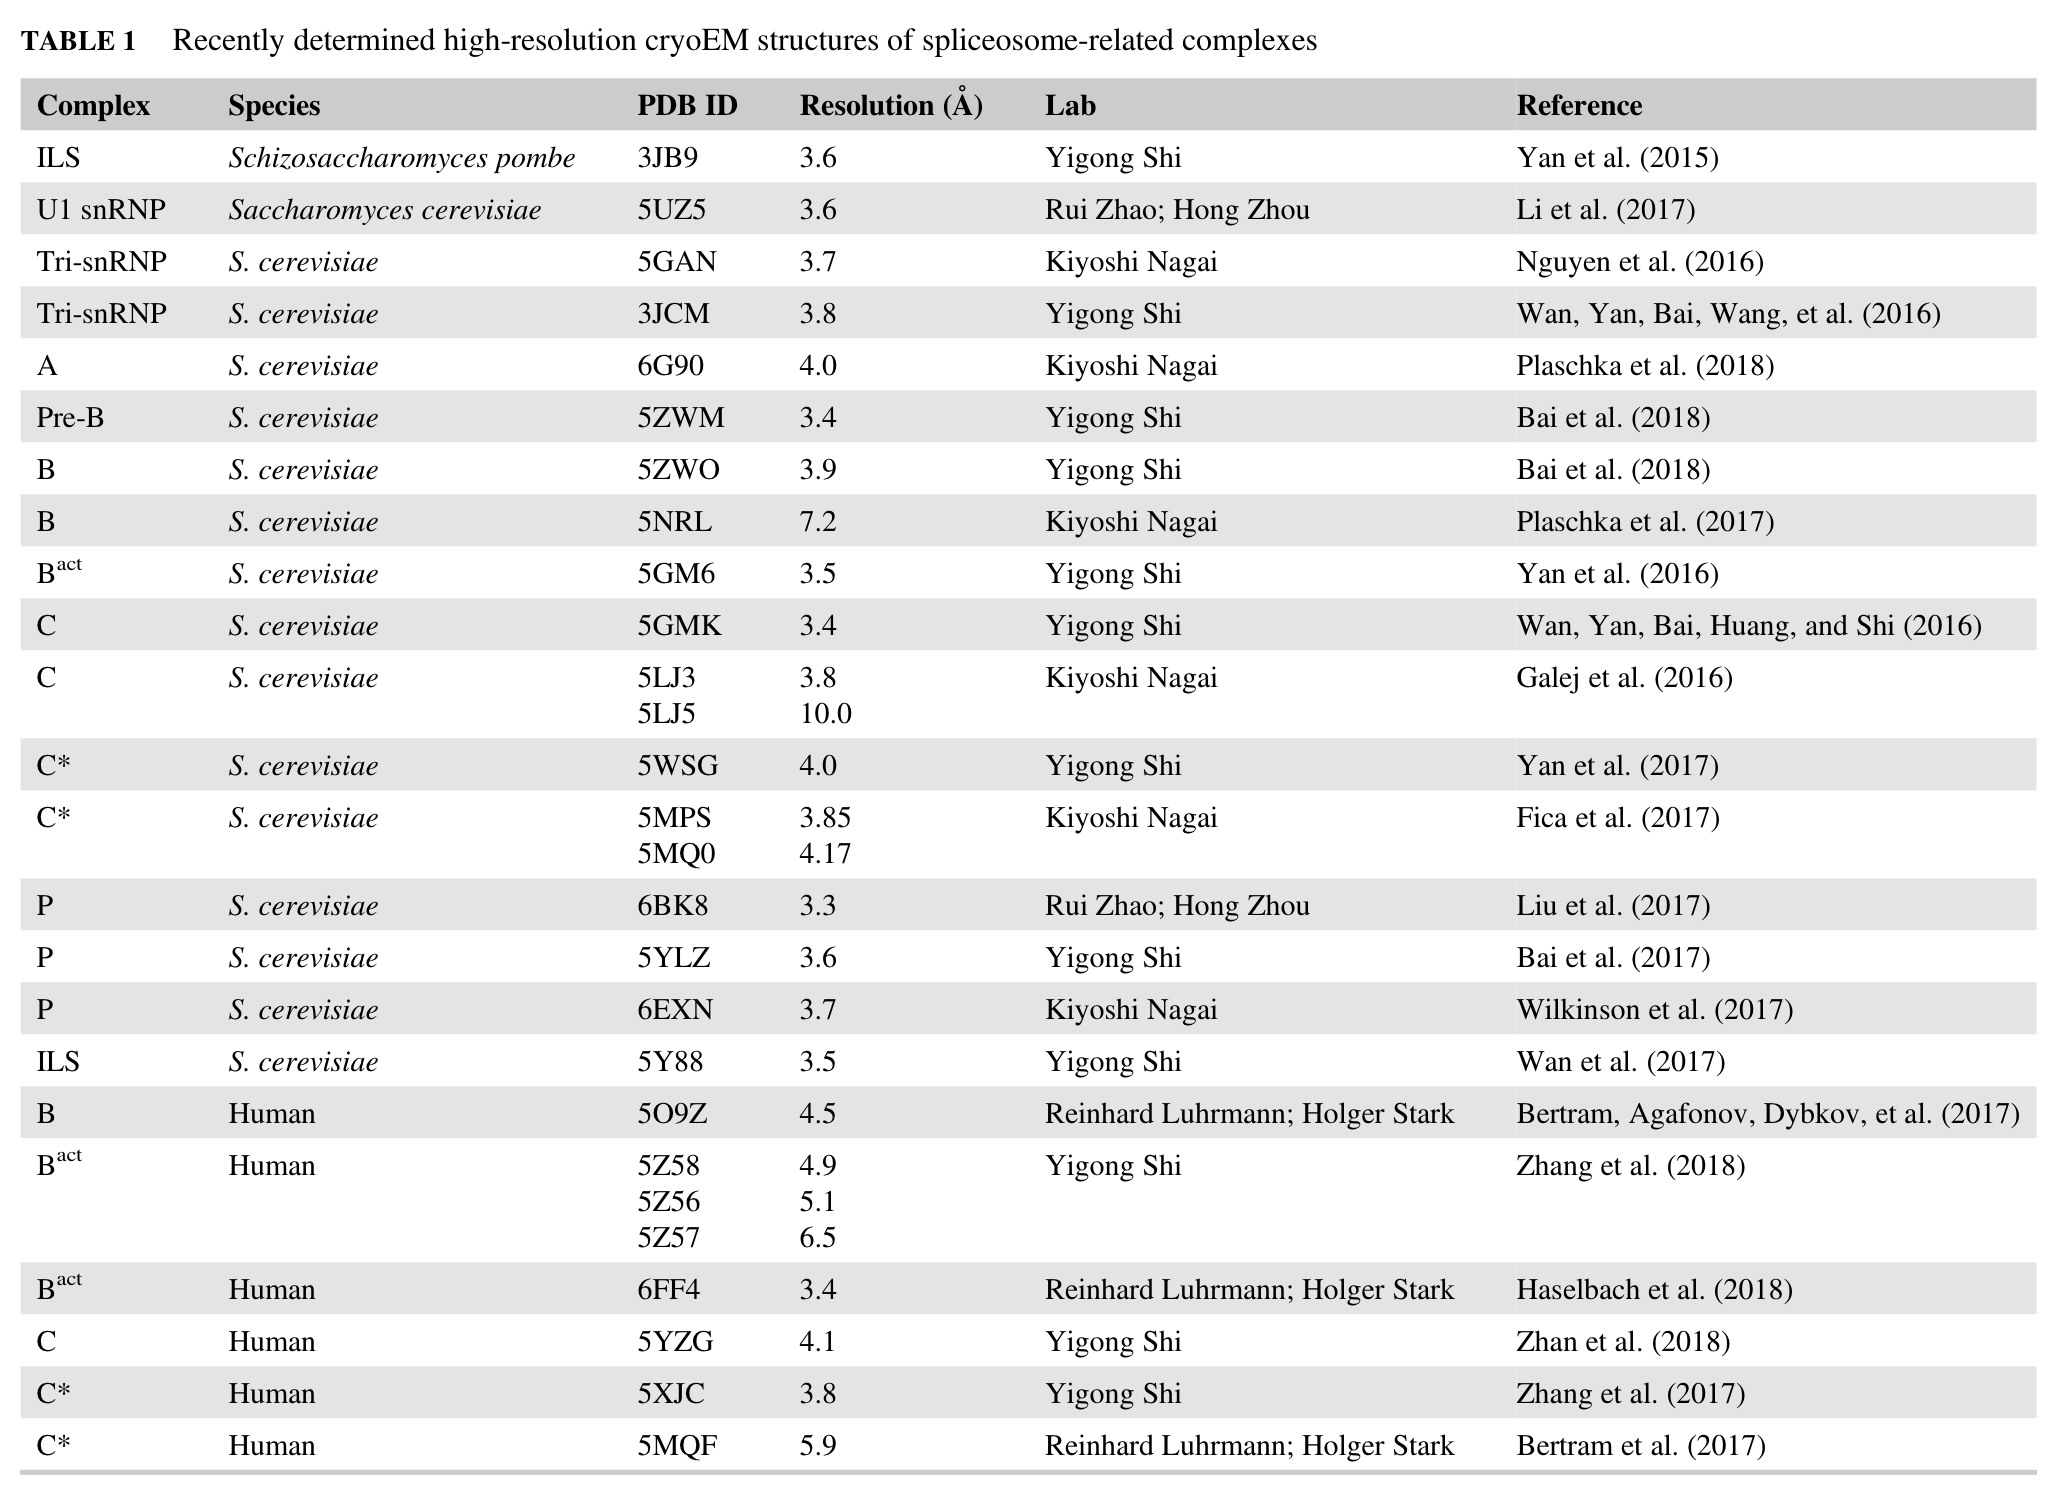 TABLE 1 Recently determined high-resolution cryoEM structures of spliceosome-related complexes
Complex Species PDB ID Resolution (Å) Lab Reference
ILS Schizosaccharomyces pombe 3JB9 3.6 Yigong Shi Yan et al. (2015)
U1 snRNP Saccharomyces cerevisiae 5UZ5 3.6 Rui Zhao; Hong Zhou Li et al. (2017)
Tri-snRNP S. cerevisiae 5GAN 3.7 Kiyoshi Nagai Nguyen et al. (2016)
Tri-snRNP S. cerevisiae 3JCM 3.8 Yigong Shi Wan, Yan, Bai, Wang, et al. (2016)
A S. cerevisiae 6G90 4.0 Kiyoshi Nagai Plaschka et al. (2018)
Pre-B S. cerevisiae 5ZWM 3.4 Yigong Shi Bai et al. (2018)
B S. cerevisiae 5ZWO 3.9 Yigong Shi Bai et al. (2018)
B S. cerevisiae 5NRL 7.2 Kiyoshi Nagai Plaschka et al. (2017)
Bact S. cerevisiae 5GM6 3.5 Yigong Shi Yan et al. (2016)
C S. cerevisiae 5GMK 3.4 Yigong Shi Wan, Yan, Bai, Huang, and Shi (2016)
C S. cerevisiae 5LJ3 3.8 Kiyoshi Nagai Galej et al. (2016)
5LJ5 10.0
C* S. cerevisiae 5WSG 4.0 Yigong Shi Yan et al. (2017)
C* S. cerevisiae 5MPS 3.85 Kiyoshi Nagai Fica et al. (2017)
5MQ0 4.17
P S. cerevisiae 6BK8 3.3 Rui Zhao; Hong Zhou Liu et al. (2017)
P S. cerevisiae 5YLZ 3.6 Yigong Shi Bai et al. (2017)
P S. cerevisiae 6EXN 3.7 Kiyoshi Nagai Wilkinson et al. (2017)
ILS S. cerevisiae 5Y88 3.5 Yigong Shi Wan et al. (2017)
B Human 5O9Z 4.5 Reinhard Luhrmann; Holger Stark Bertram, Agafonov, Dybkov, et al. (2017)
Bact Human 5Z58 4.9 Yigong Shi Zhang et al. (2018)
5Z56 5.1
5Z57 6.5
Bact Human 6FF4 3.4 Reinhard Luhrmann; Holger Stark Haselbach et al. (2018)
C Human 5YZG 4.1 Yigong Shi Zhan et al. (2018)
C* Human 5XJC 3.8 Yigong Shi Zhang et al. (2017)
C* Human 5MQF 5.9 Reinhard Luhrmann; Holger Stark Bertram et al. (2017)